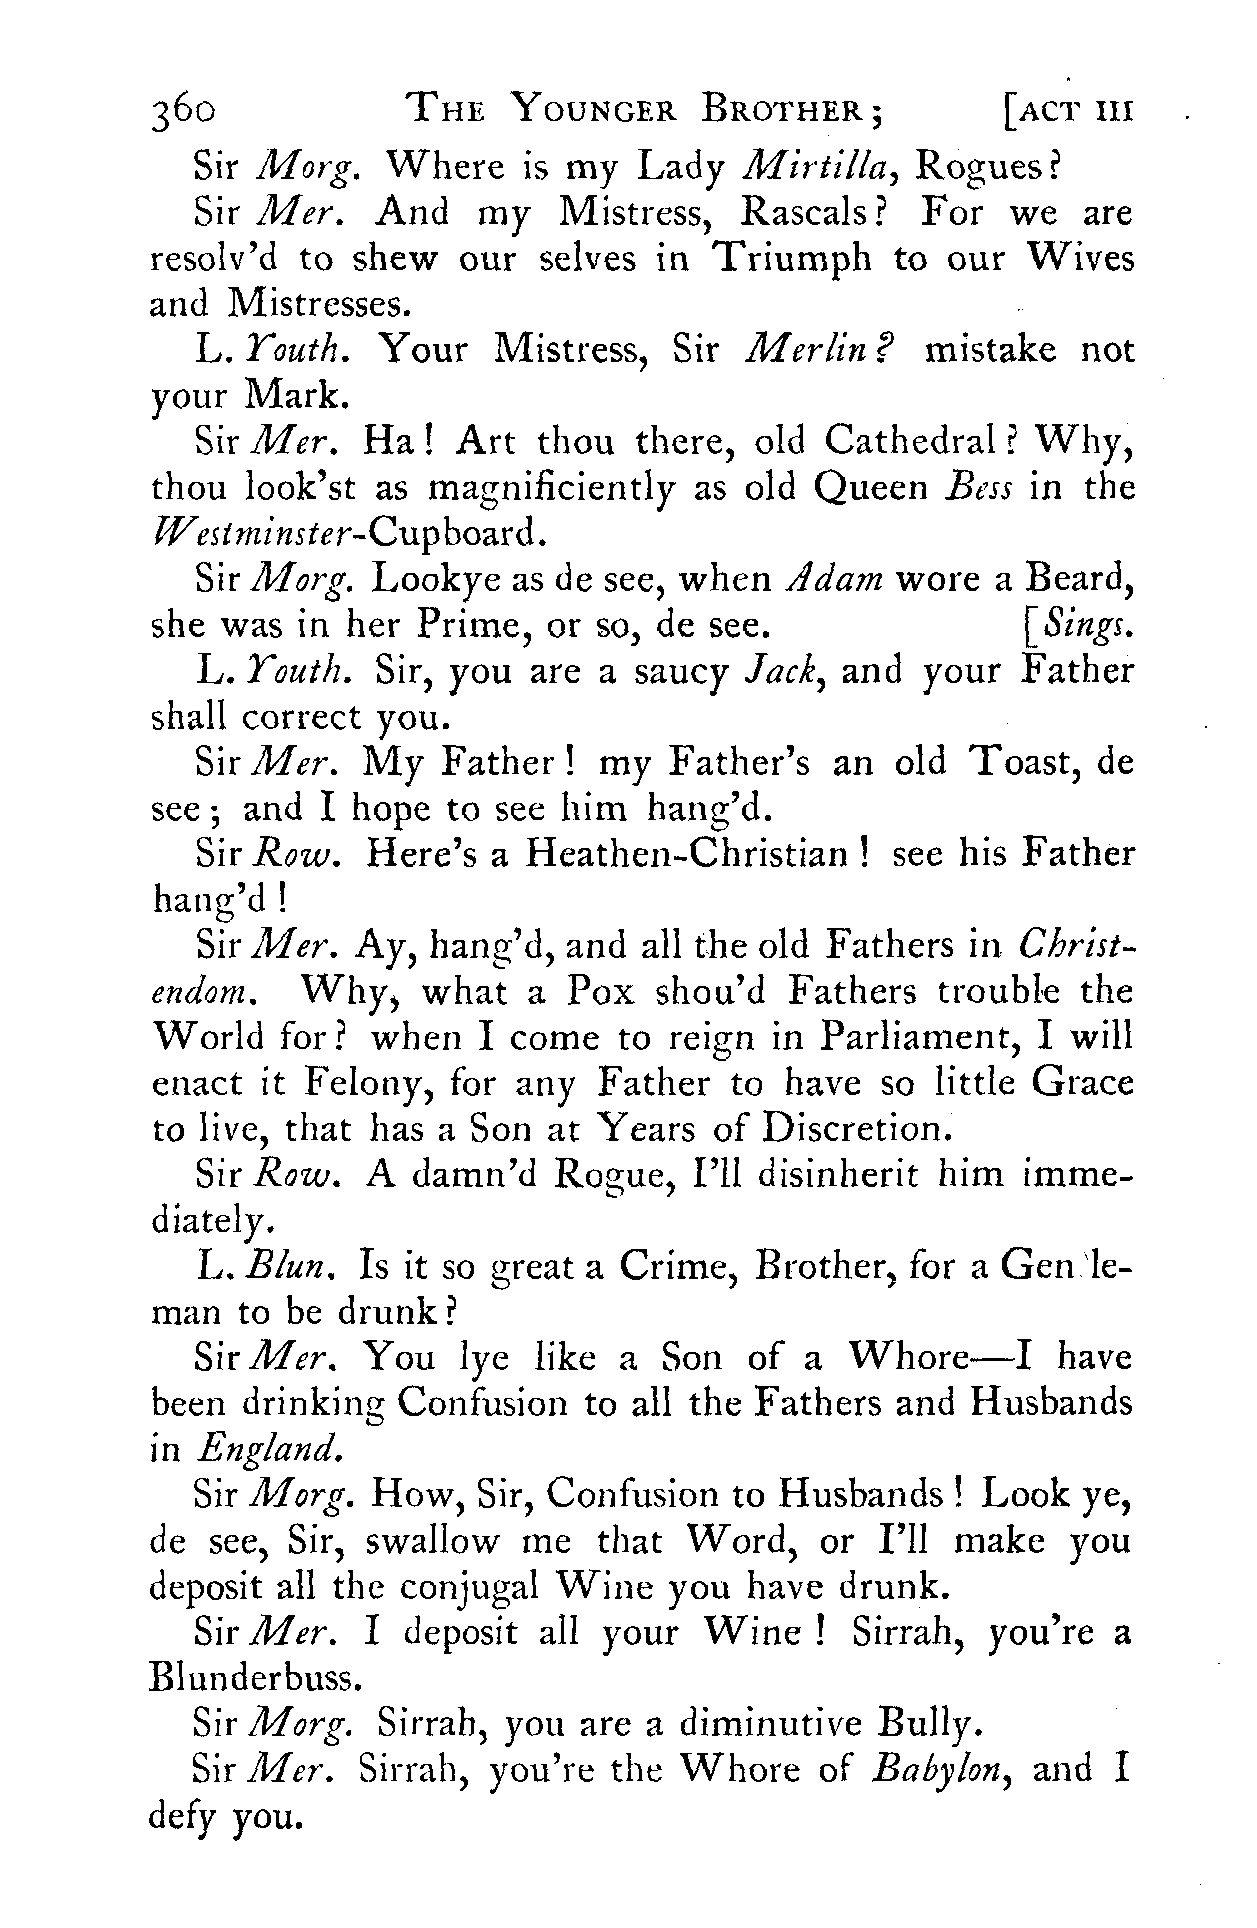 360 The Younger Brother; [ACT III
Sir Morg. Where is my Lady Mirtilla, Rogues?
Sir Mer. And my Mistress, Rascals? For we are
resolv'd to shew our selves in Triumph to our Wives
and Mistresses.
L. Youth. Your Mistress, Sir Merlin? mistake not
your Mark.
Sir Mer. Ha! Art thou there, old Cathedral? Why,
thou look'st as magnificiently as old Queen Bess in the
Westminster-Cupboard.
Sir Morg. Lookye as de see, when Adam wore a Beard,
she was in her Prime, or so, de see. [Sings.
L. Youth. Sir, you are a saucy Jack, and your Father
shall correct you.
Sir Mer. My Father! my Father's an old Toast, de
see; and I hope to see him hang'd.
Sir Row. Here's a Heathen-Christian! see his Father
hang'd!
Sir Mer. Ay, hang'd, and all the old Fathers in Christ-
endom. Why, what a Pox shou'd Fathers trouble the
World for? when I come to reign in Parliament, I will
enact it Felony, for any Father to have so little Grace
to live, that has a Son at Years of Discretion.
Sir Row. A damn'd Rogue, I'll disinherit him imme-
diately.
L. Blun. Is it so great a Crime, Brother, for a Gen'le-
man to be drunk?
Sir Mer. You lye like a Son of a Whore—I have
been drinking Confusion to all the Fathers and Husbands
in England.
Sir Morg. How, Sir, Confusion to Husbands! Look ye,
de see, Sir, swallow me that Word, or I'll make you
deposit all the conjugal Wine you have drunk.
Sir Mer. I deposit all your Wine! Sirrah, you're a
Blunderbuss.
Sir Morg. Sirrah, you are a diminutive Bully.
Sir Mer. Sirrah, you're the Whore of Babylon, and I
defy you.